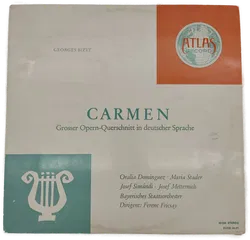 GEORGES BIZET
ATLAS
RECORD
CARMEN
Grosser Opern-Querschnitt in deutscher Sprache
Oralia Dominguez · Maria Stader
Josef Simándy · Josef Metternich
Bayerisches Staatsorchester
Dirigent: Ferenc Fricsay